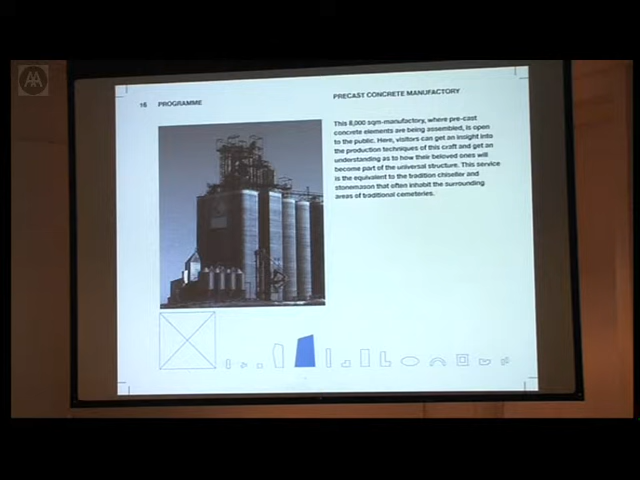 AA
16 PROGRAMME
PRECAST CONCRETE MANUFACTORY
This 8,000 sqm-manufactory, where pre-cast
concrete elements are being assembled, is open
to the public. Here, visitors can get an insight into
the production techniques of this craft and get an
understanding as to how their beloved ones will
become part of the universal structure. This service
is the equivalent to the tradition chiseller and
stonemason that often inhabit the surrounding
areas of traditional cemeteries.